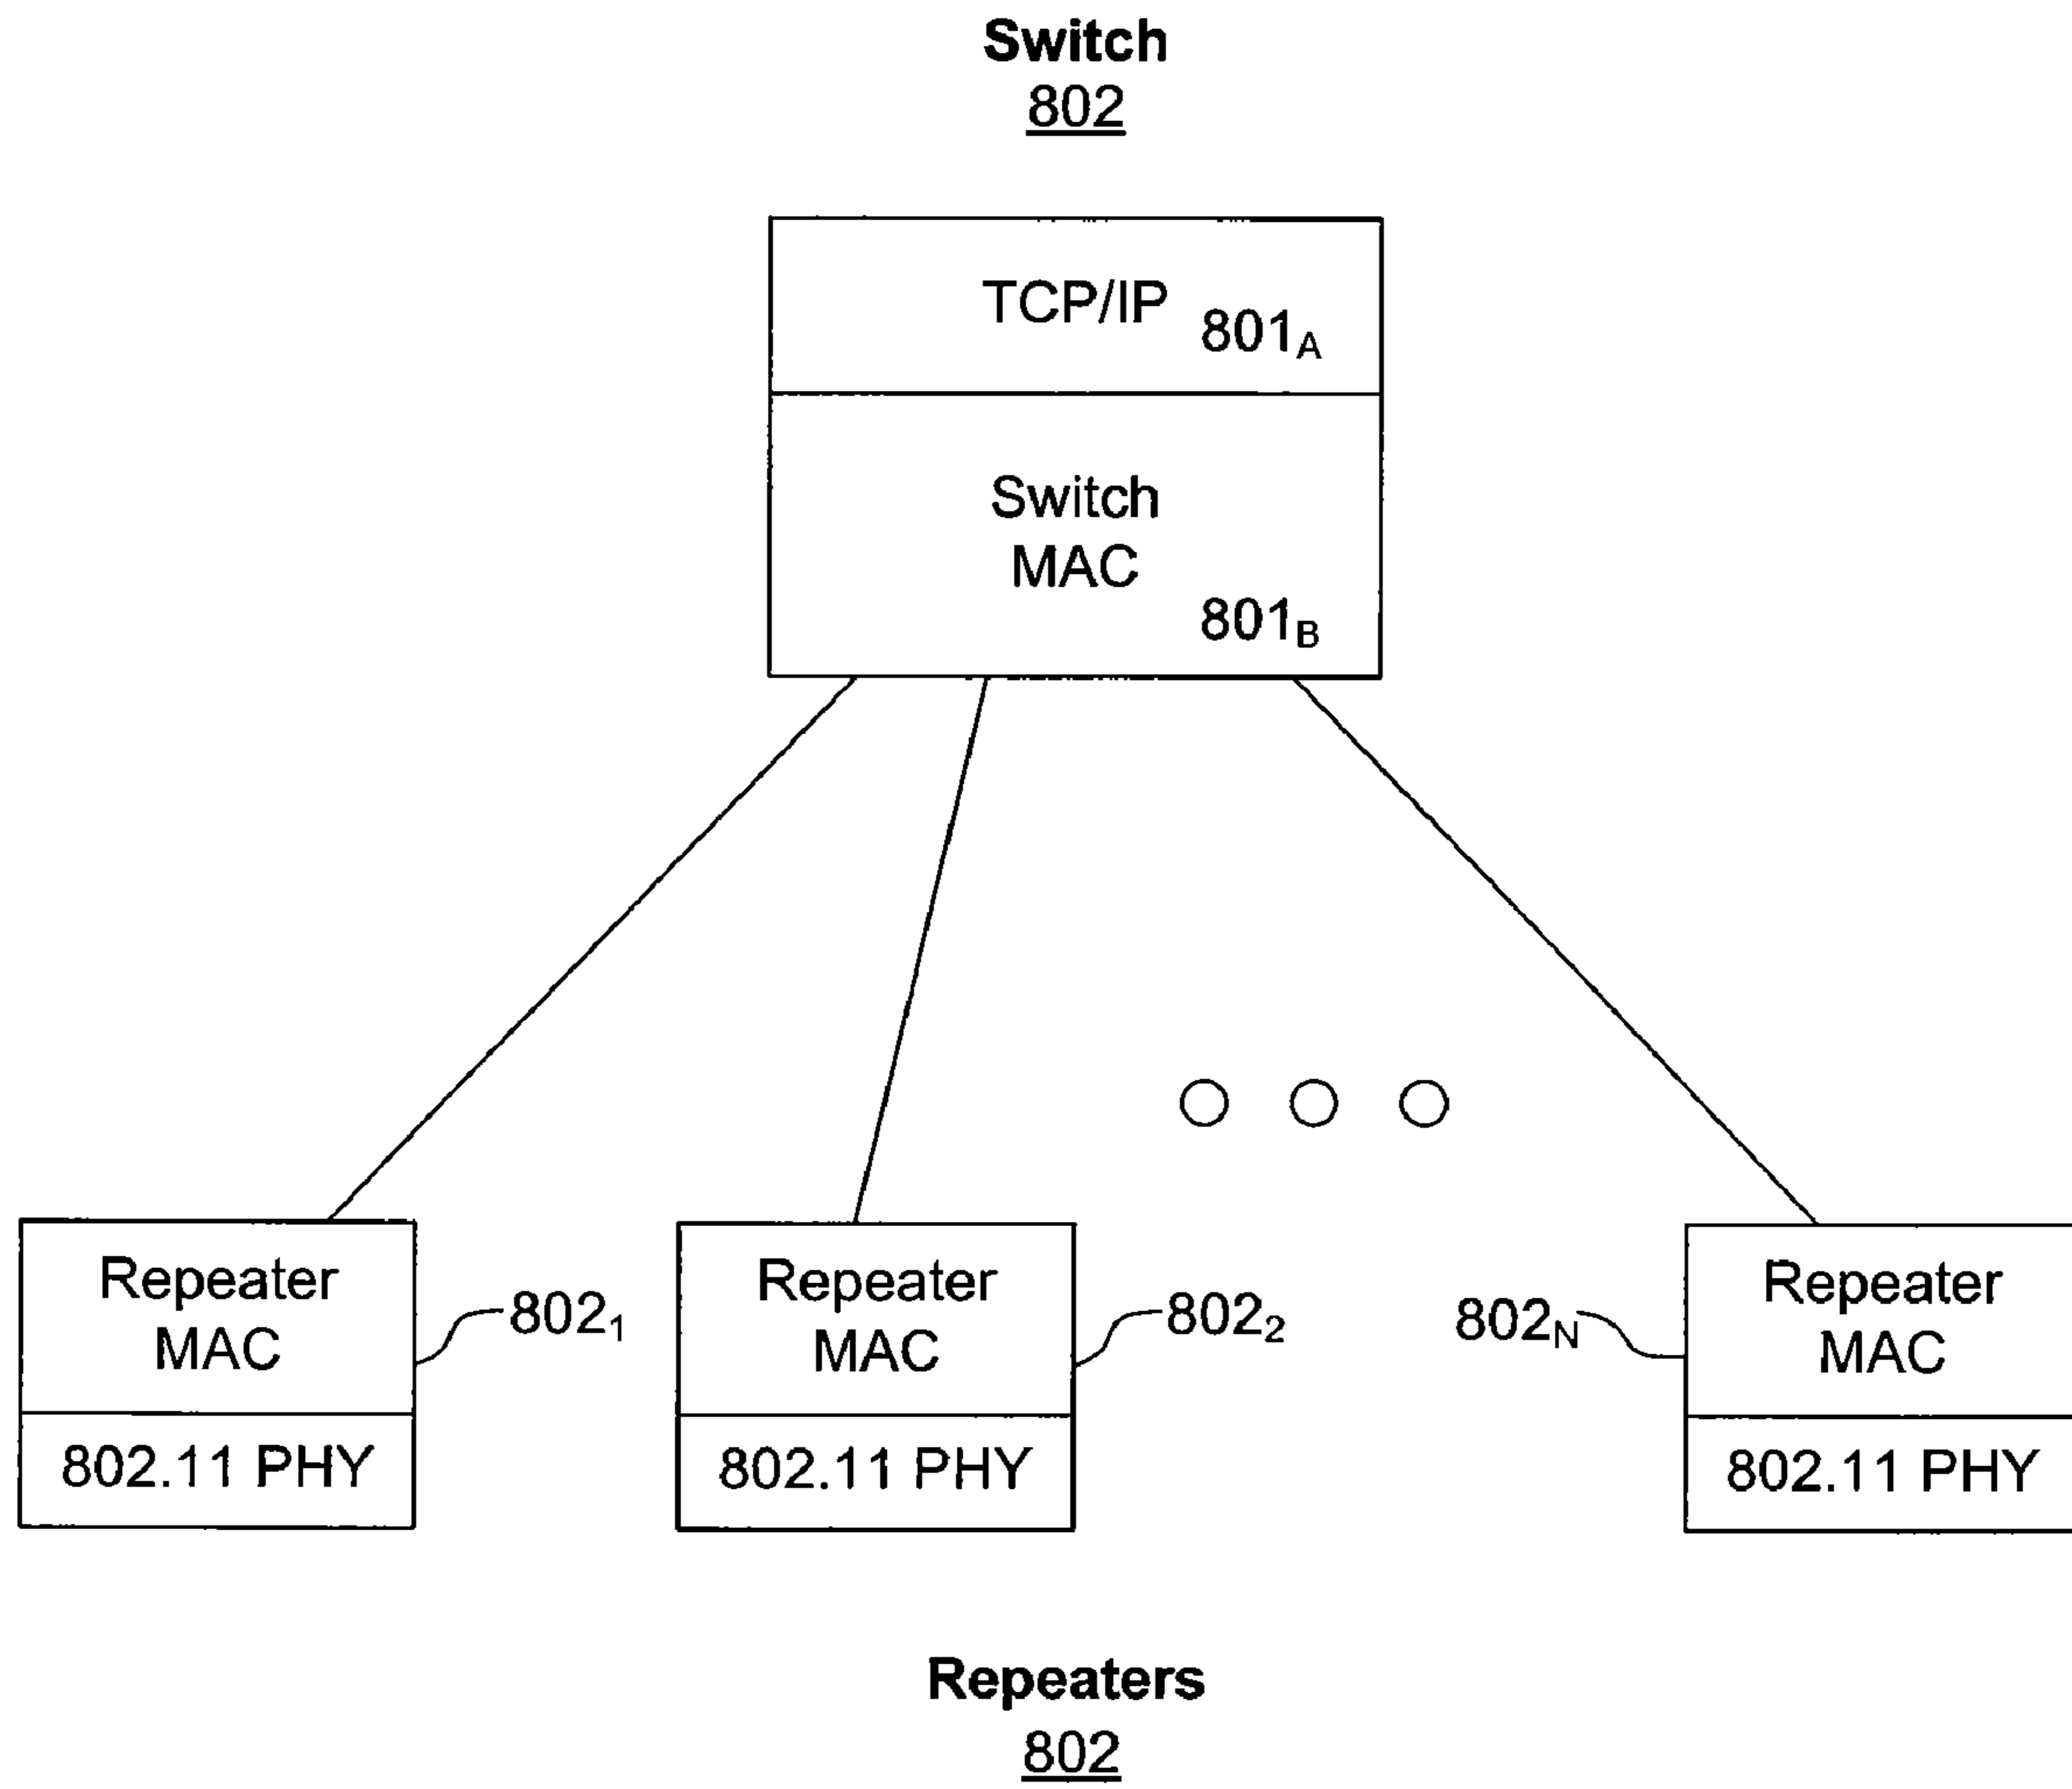 Switch
802
TCP/IP
801A
Switch
MAC
801B
Repeater
MAC
8021
802.11 PHY
Repeater
MAC
8022
802.11 PHY
802N
Repeater
MAC
802.11 PHY
Repeaters
802